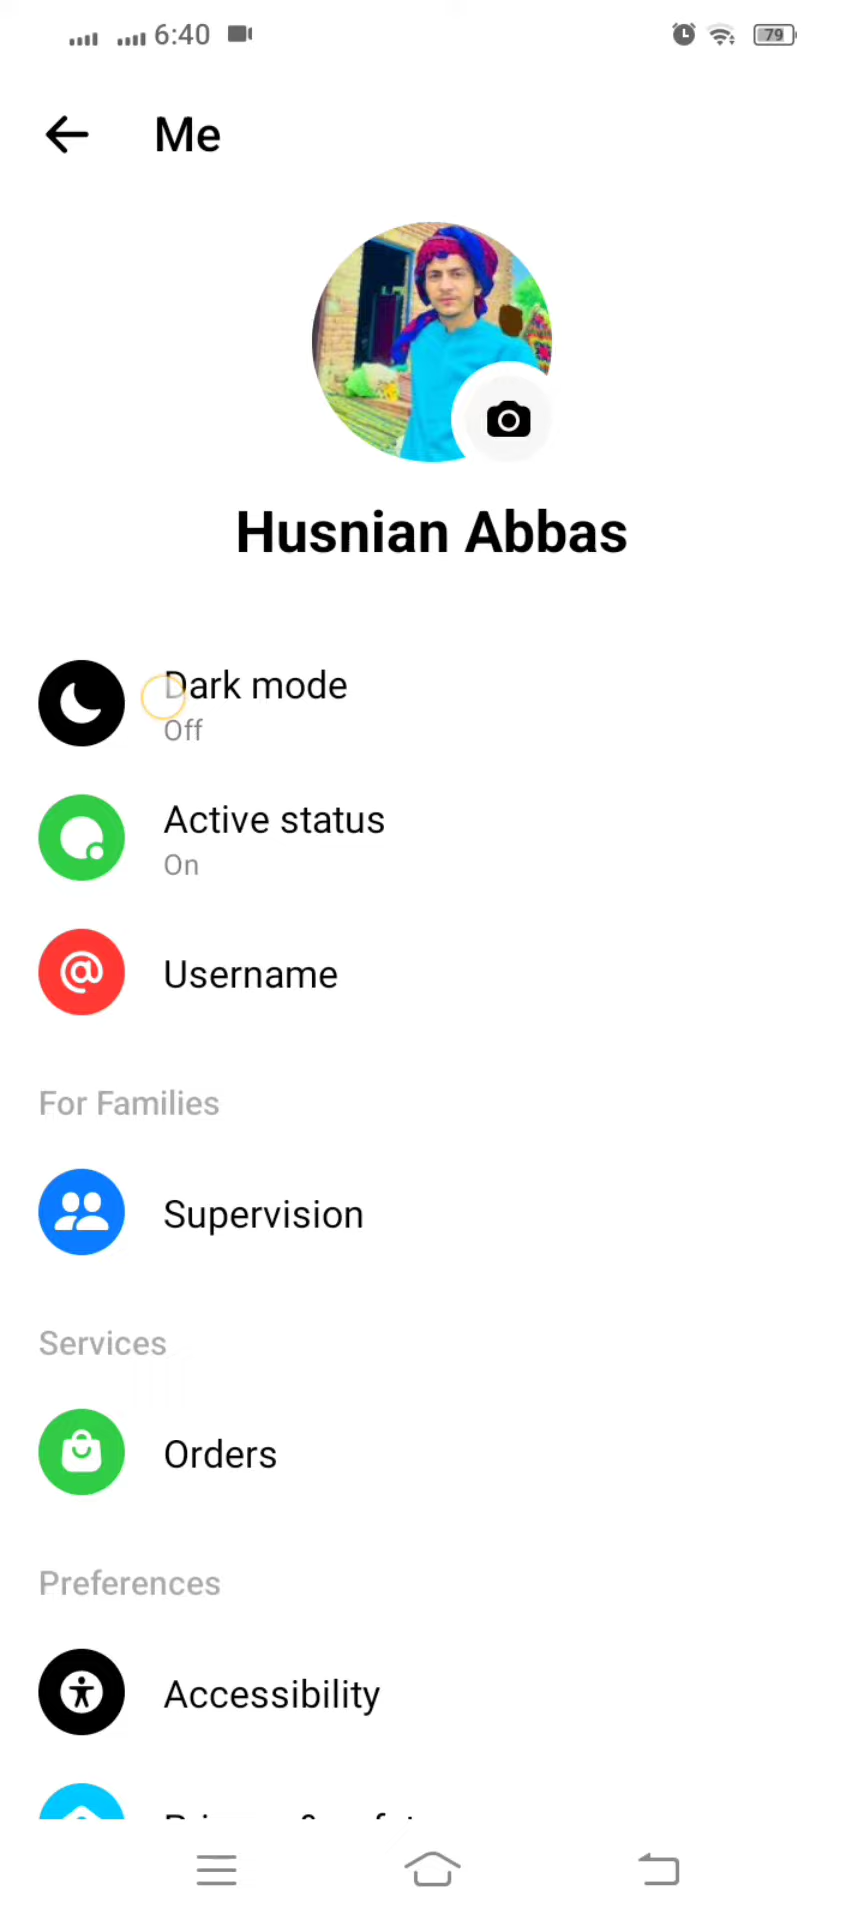 6:40 79
Me
Husnian Abbas
Dark mode
Off
Active status
On
Username
For Families
Supervision
Services
Orders
Preferences
Accessibility